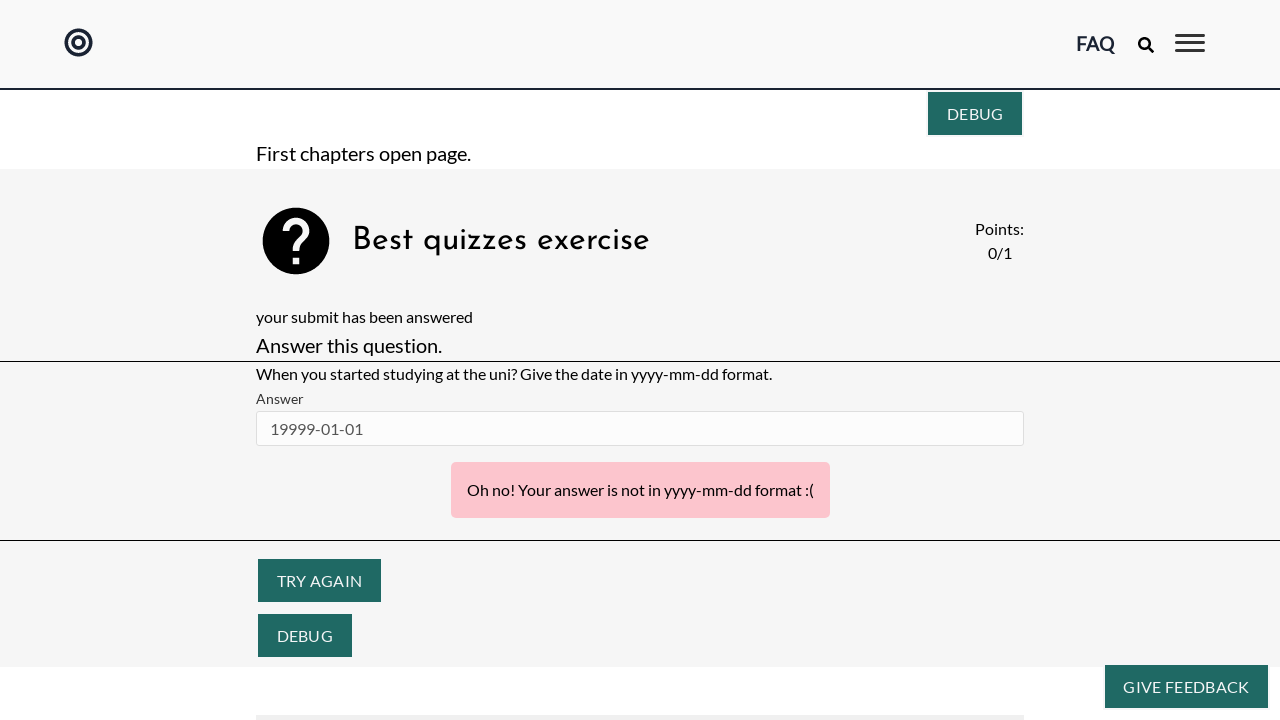 FAQ
DEBUG
First chapters open page.
Best quizzes exercise
Points:
0/1
your submit has been answered
Answer this question.
When you started studying at the uni? Give the date in yyyy-mm-dd format.
Answer
19999-01-01
Oh no! Your answer is not in yyyy-mm-dd format :(
TRY AGAIN
DEBUG
GIVE FEEDBACK